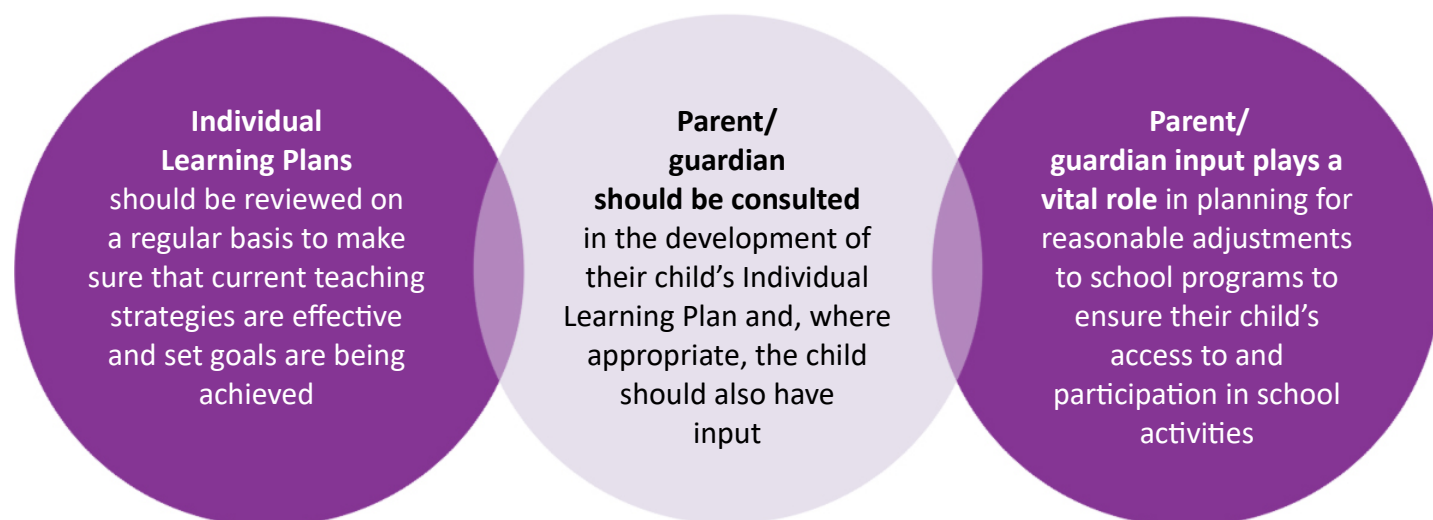 Individual
Learning Plans
should be reviewed on
a regular basis to make
sure that current teaching
strategies are effective
and set goals are being
achieved
Parent/
guardian
should be consulted
in the development of
their child’s Individual
Learning Plan and, where
appropriate, the child
should also have
input
Parent/
guardian input plays a
vital role in planning for
reasonable adjustments
to school programs to
ensure their child’s
access to and
participation in school
activities